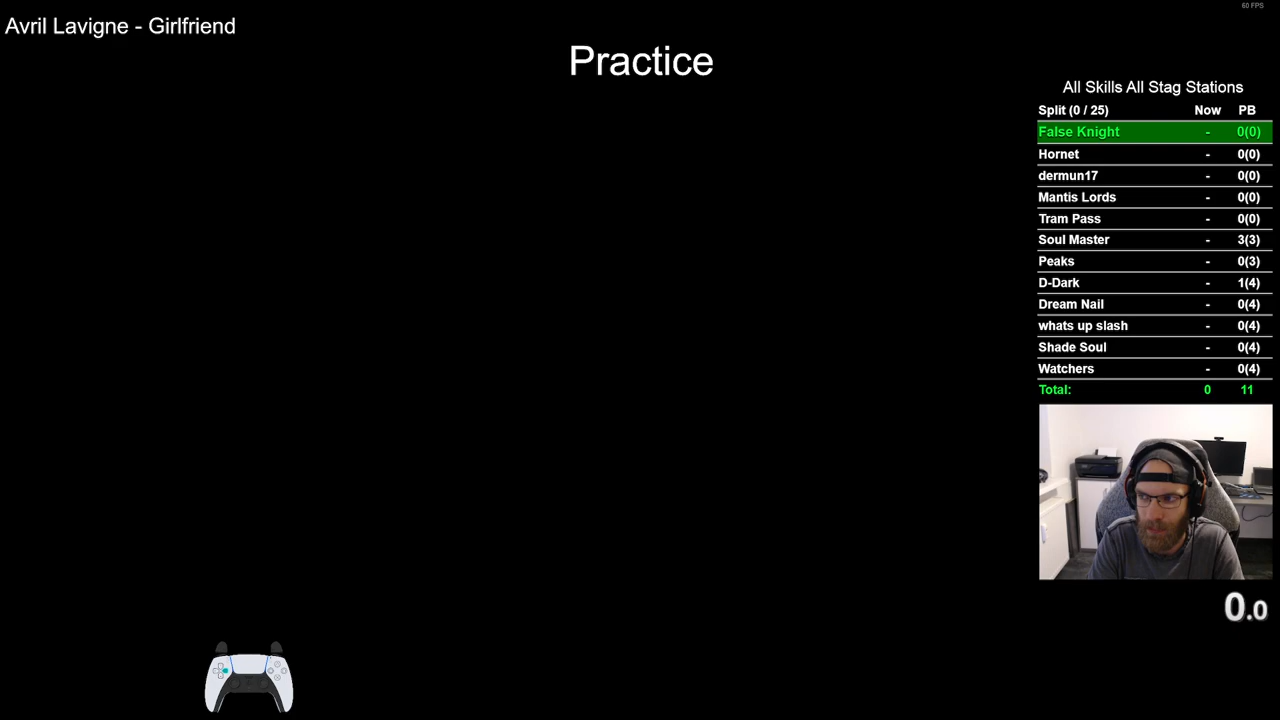 60 FPS
Avril Lavigne - Girlfriend
Practice
All Skills All Stag Stations
Split (0 / 25) Now PB
False Knight - 0(0)
Hornet - 0(0)
dermun17 - 0(0)
Mantis Lords - 0(0)
Tram Pass - 0(0)
Soul Master - 3(3)
Peaks - 0(3)
D-Dark - 1(4)
Dream Nail - 0(4)
whats up slash - 0(4)
Shade Soul - 0(4)
Watchers - 0(4)
Total: 0 11
0.0